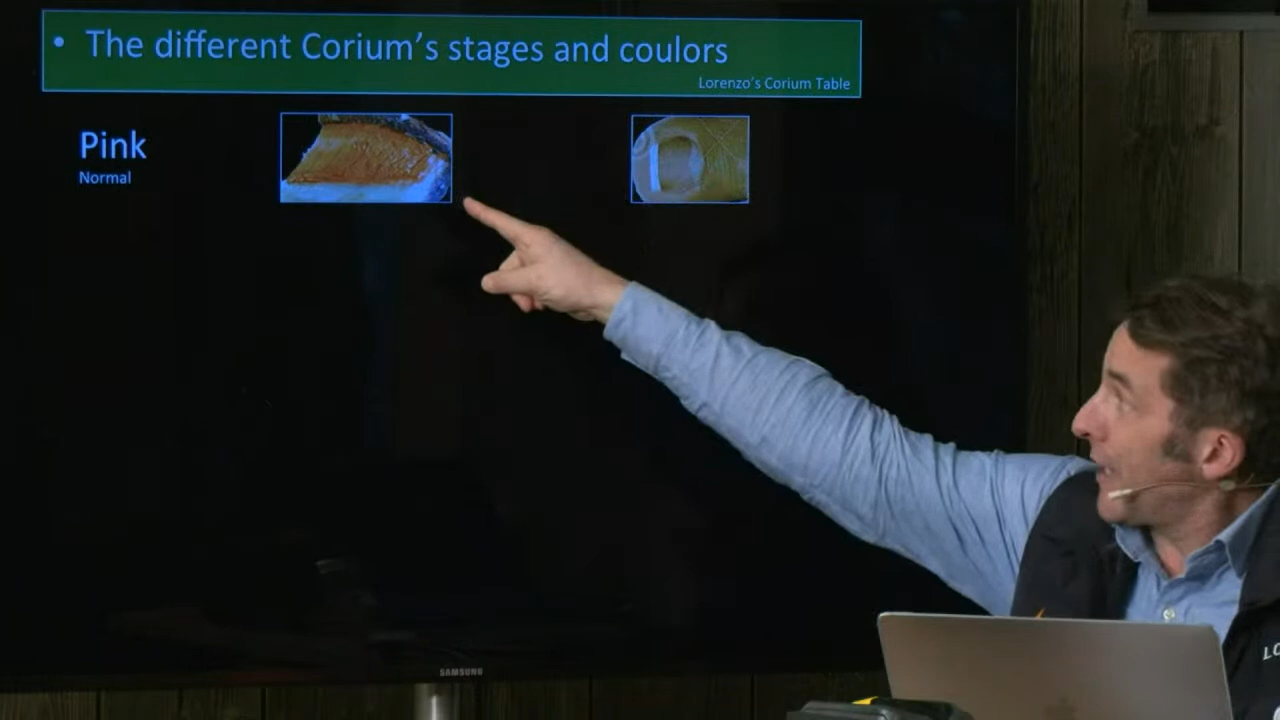 • The different Corium's stages and coulors
Lorenzo's Corium Table
Pink
Normal
SAMSUNG